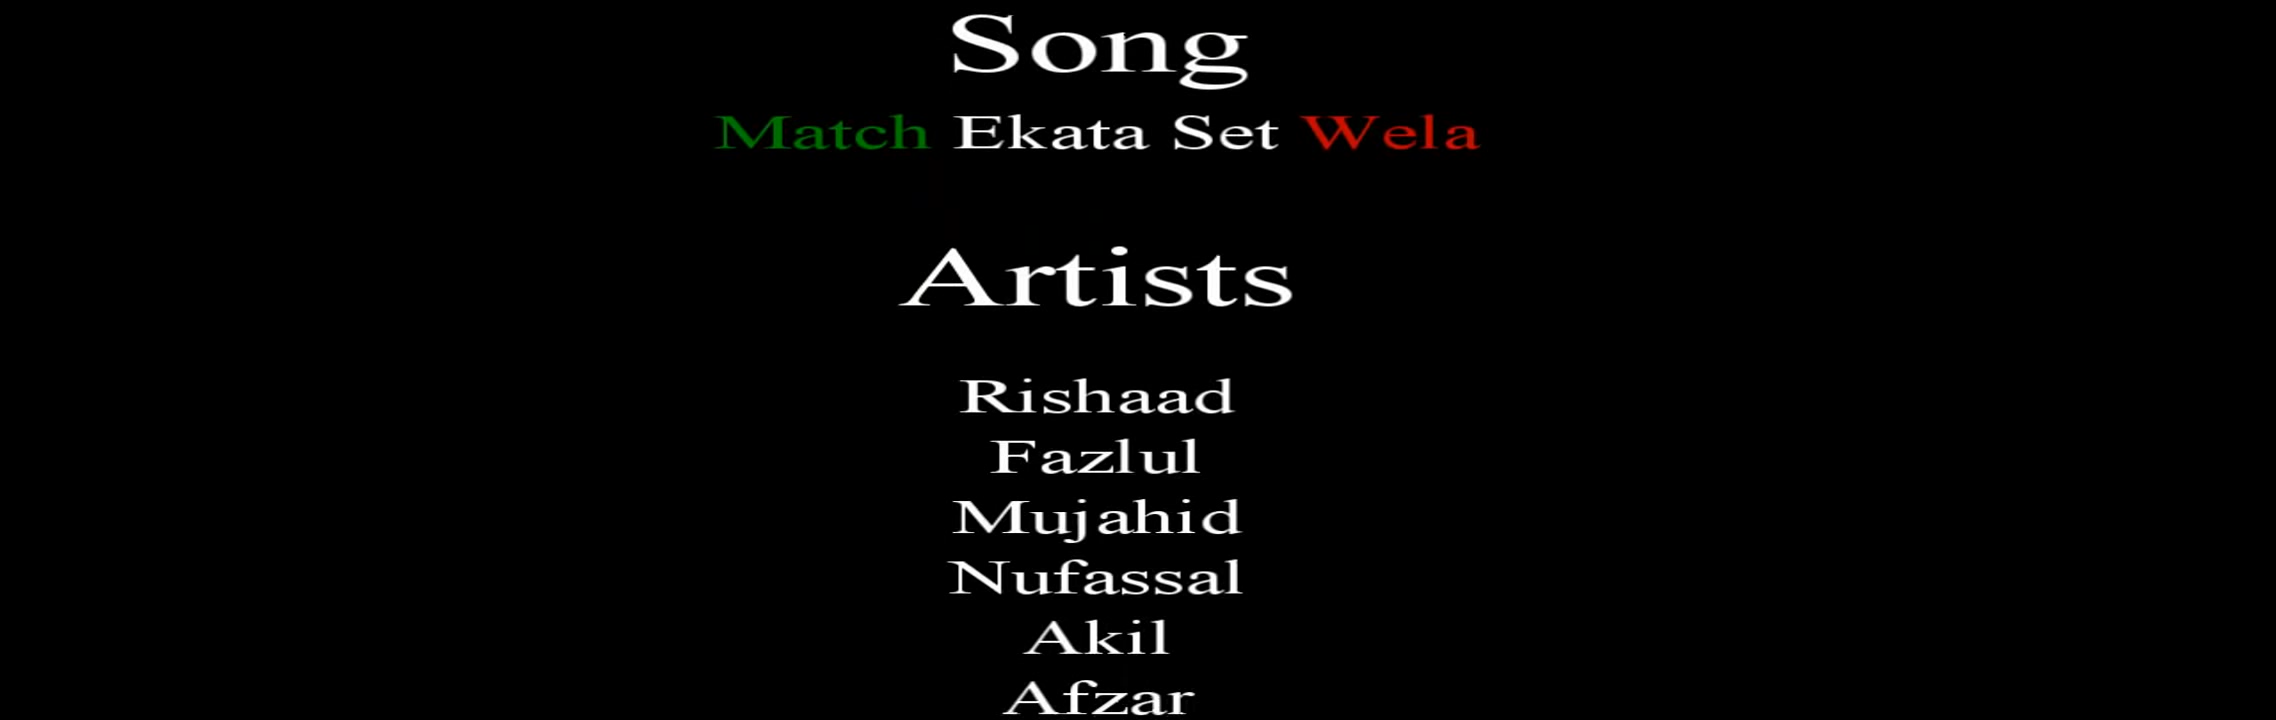 Song
Match Ekata Set Wela
Artists
Rishaad
Fazlul
Mujahid
Nufassal
Akil
Afzar